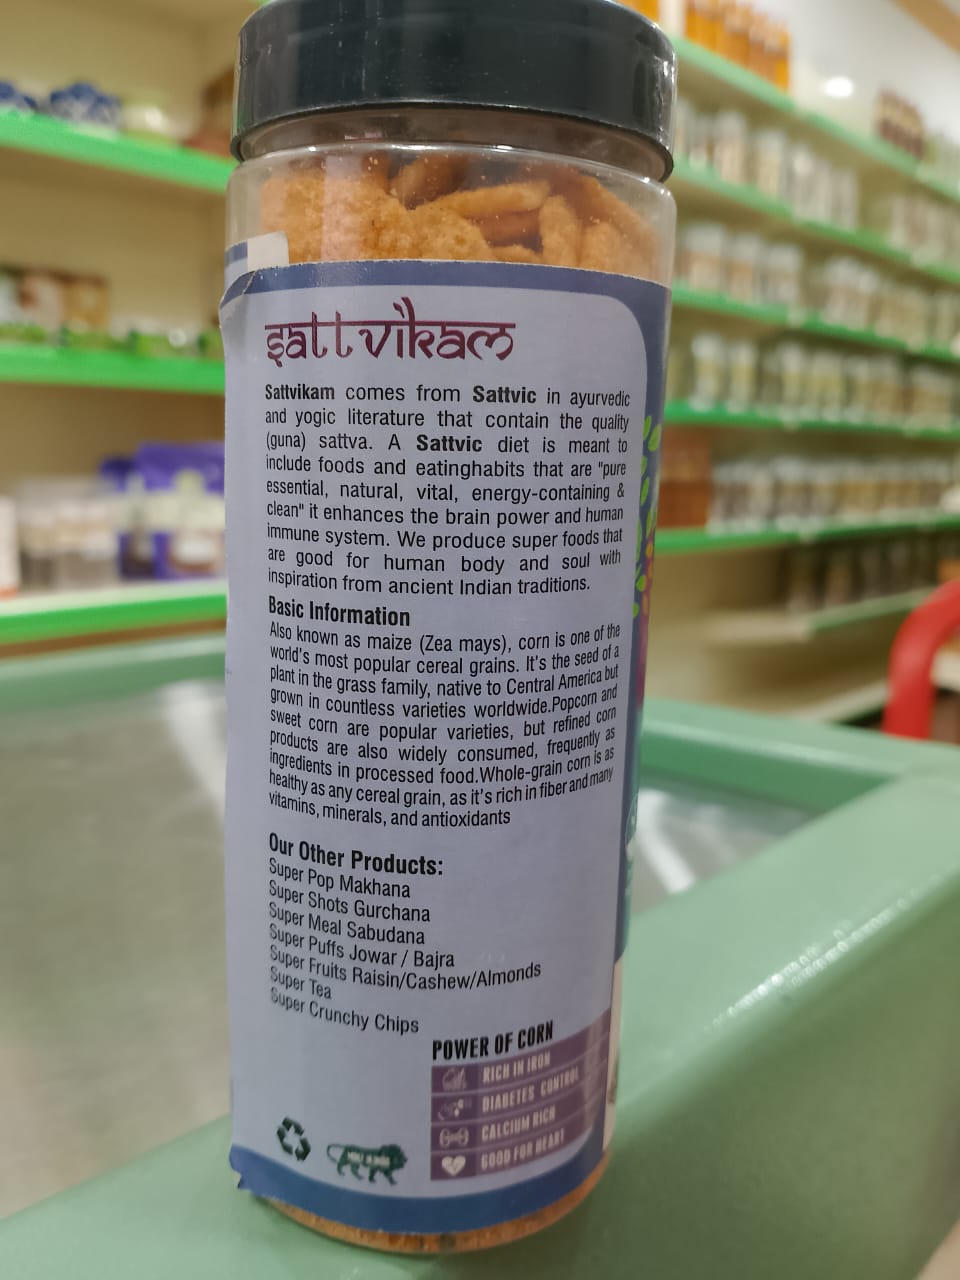 sattvikam
Sattvikam comes from Sattvic in ayurvedic
and yogic literature that contain the quality
(guna) sattva. A Sattvic diet is meant to
include foods and eatinghabits that are "pure
essential, natural, vital, energy-containing &
clean" it enhances the brain power and human
immune system. We produce super foods that
are good for human body and soul with
inspiration from ancient Indian traditions.
Basic Information
Also known as maize (Zea mays), corn is one of the
world's most popular cereal grains. It's the seed of a
plant in the grass family, native to Central America but
grown in countless varieties worldwide.Popcorn and
sweet corn are popular varieties, but refined corn
products are also widely consumed, frequently as
ingredients in processed food.Whole-grain corn is as
healthy as any cereal grain, as it's rich in fiber and many
vitamins, minerals, and antioxidants
Our Other Products:
Super Pop Makhana
Super Shots Gurchana
Super Meal Sabudana
Super Puffs Jowar / Bajra
Super Fruits Raisin/Cashew/Almonds
Super Tea
Super Crunchy Chips
POWER OF CORN
RICH IN IRON
DIABETES CONTROL
CALCIUM RICH
GOOD FOR HEART